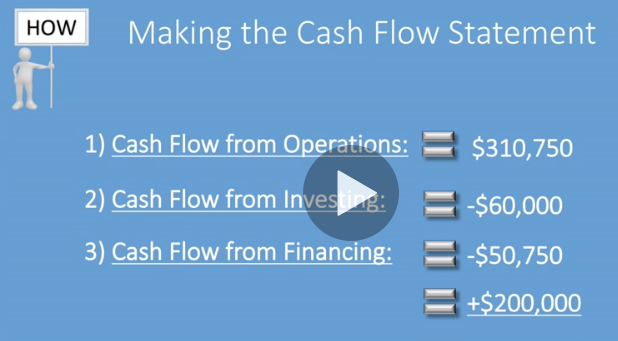 HOW
Making the Cash Flow Statement
1) Cash Flow from Operations: = $310,750
2) Cash Flow from Investing: = -$60,000
3) Cash Flow from Financing: = -$50,750
= +$200,000